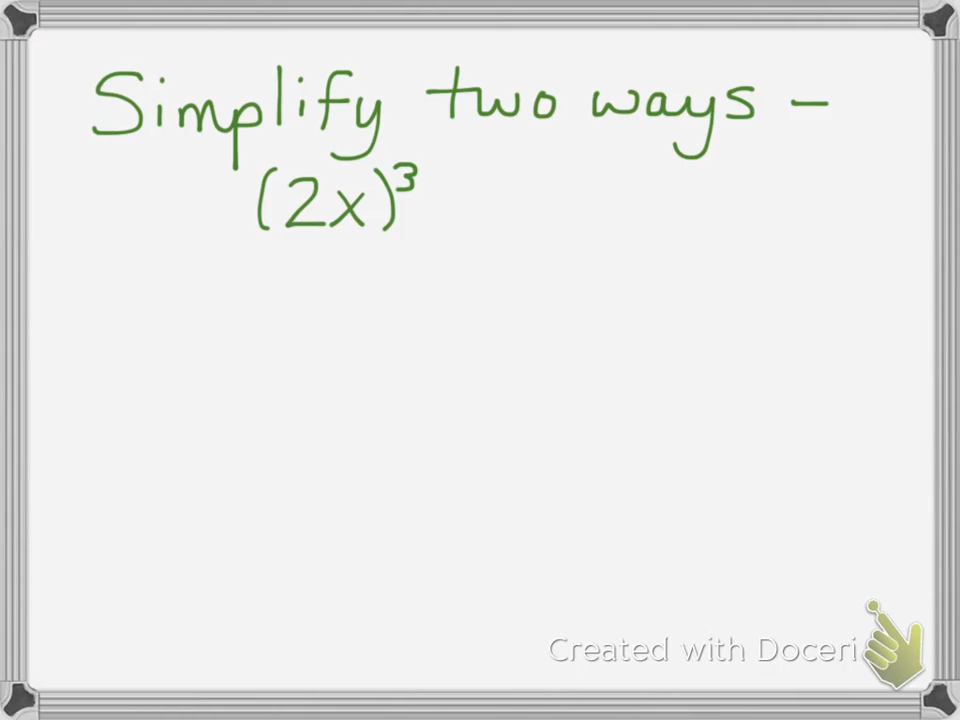 Simplify two ways –
(2x)³
Created with Doceri